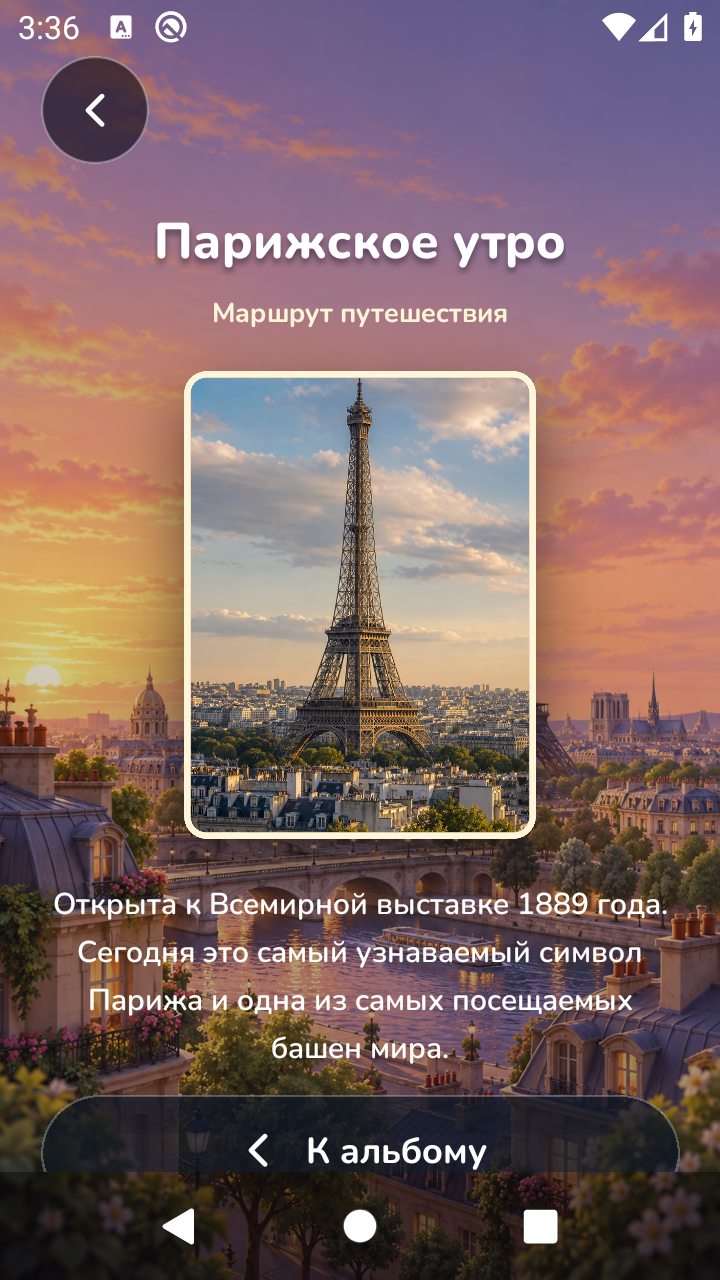 3:36
A
Парижское утро
Маршрут путешествия
Открыта к Всемирной выставке 1889 года.
Сегодня это самый узнаваемый символ
Парижа и одна из самых посещаемых
башен мира.
К альбому